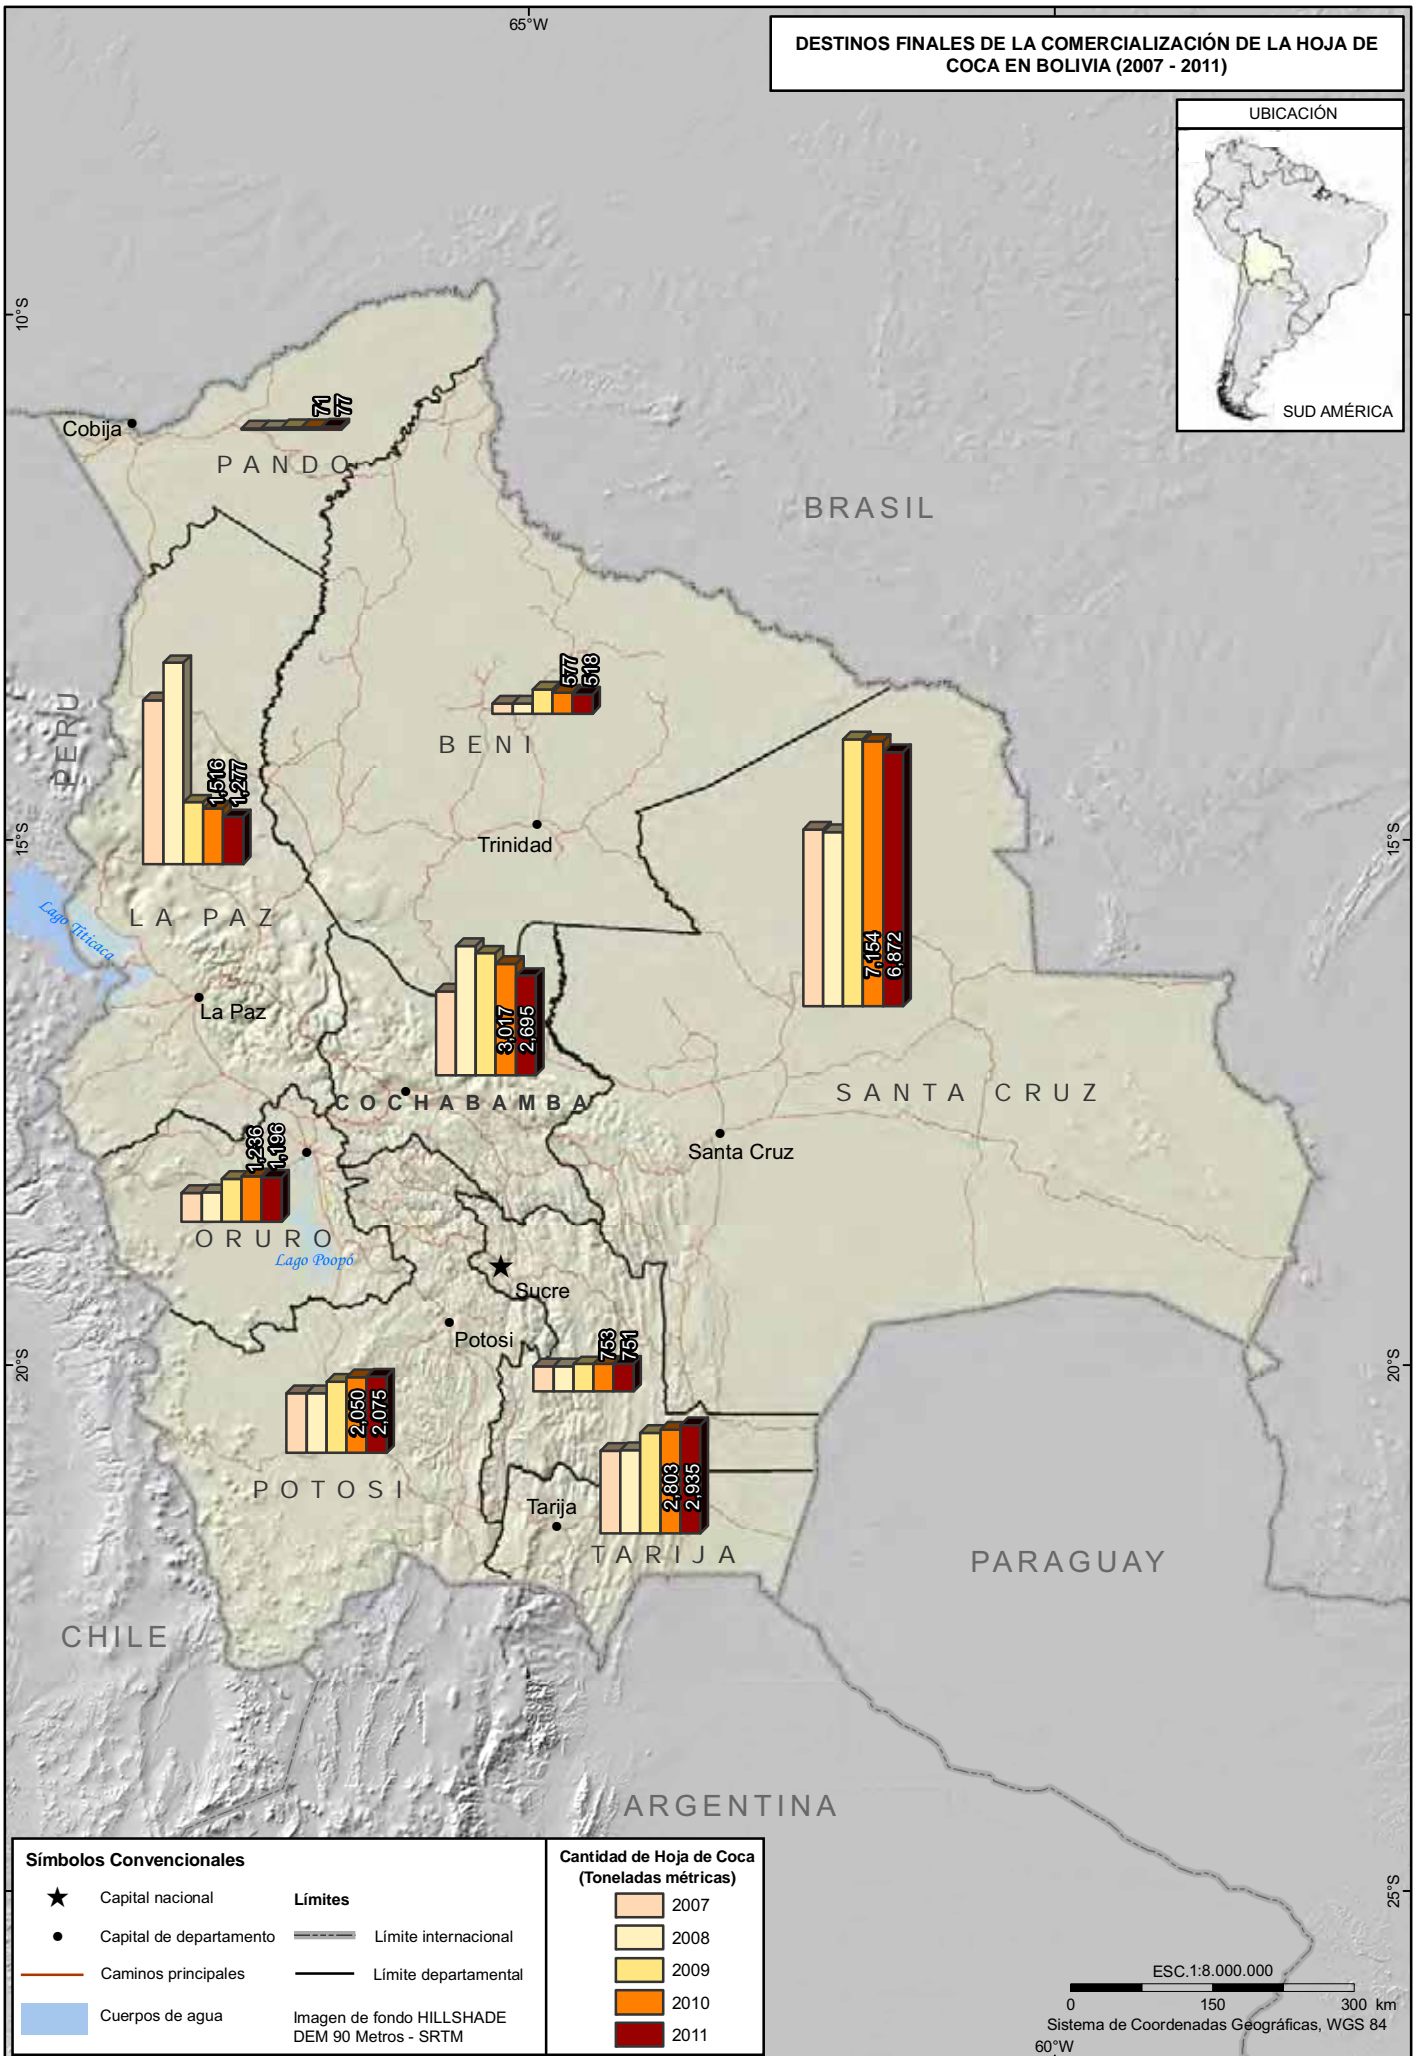 65°W
DESTINOS FINALES DE LA COMERCIALIZACIÓN DE LA HOJA DE
COCA EN BOLIVIA (2007 - 2011)
UBICACIÓN
SUD AMÉRICA
10°S
10°S
Cobija
71
77
PANDO
BRASIL
PERU
577
518
BENI
1,516
1,277
15°S
15°S
Trinidad
7,154
6,872
LA PAZ
Lago Titicaca
La Paz
3,017
2,695
COCHABAMBA
SANTA CRUZ
Santa Cruz
1,236
1,196
ORURO
Lago Poopó
Sucre
Potosi
753
751
20°S
20°S
2,050
2,075
POTOSI
2,803
2,935
Tarija
TARIJA
PARAGUAY
CHILE
ARGENTINA
25°S
Símbolos Convencionales
Capital nacional
Capital de departamento
Caminos principales
Cuerpos de agua
Límites
Límite internacional
Límite departamental
Imagen de fondo HILLSHADE
DEM 90 Metros - SRTM
Cantidad de Hoja de Coca
(Toneladas métricas)
2007
2008
2009
2010
2011
ESC.1:8.000.000
0 150 300 km
Sistema de Coordenadas Geográficas, WGS 84
60°W